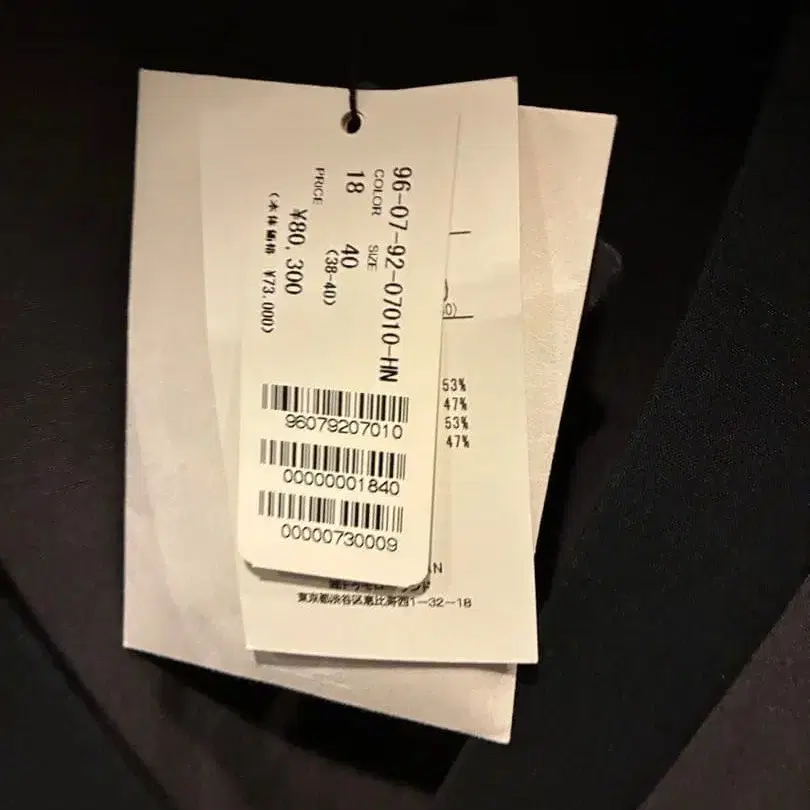 96-07-92-07010-HN
COLOR SIZE
18 40
(38-40)
PRICE
¥80,300
(本体価格 ¥73,000)
96079207010
00000001840
00000730009
53%
47%
53%
47%
東京都渋谷区恵比寿西1-32-18